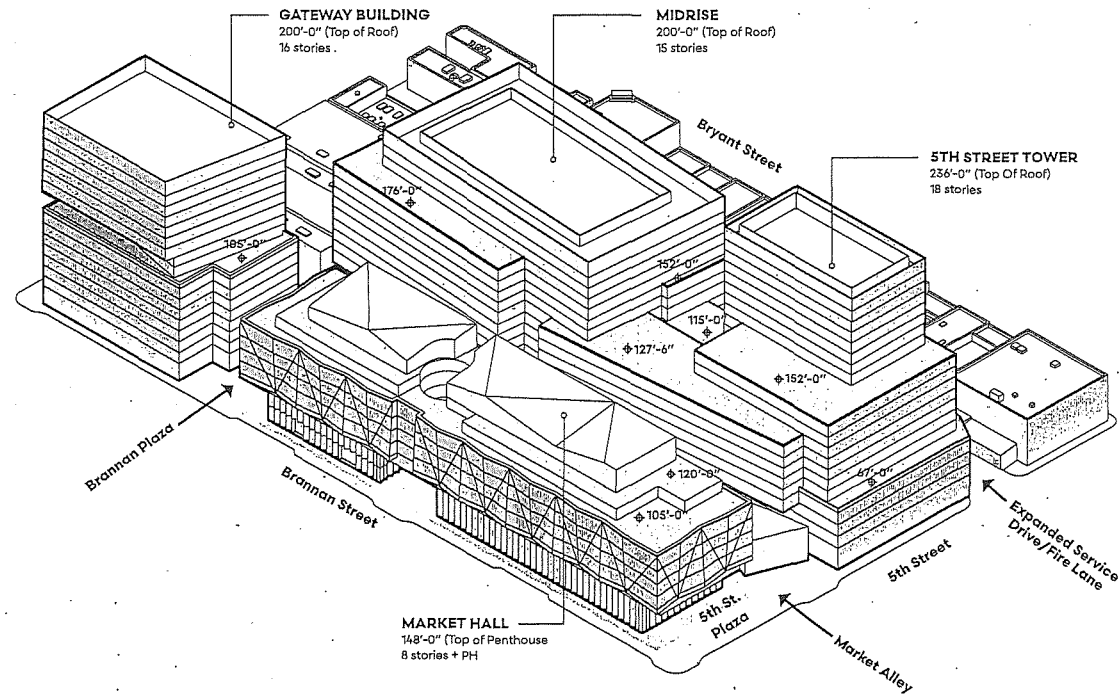 GATEWAY BUILDING
200'-0" (Top of Roof)
16 stories .
MIDRISE
200'-0" (Top of Roof)
15 stories
Bryant Street
5TH STREET TOWER
236'-0" (Top Of Roof)
18 stories
176'-0"
185'-0"
152'-0"
115'-0"
127'-6"
152'-0"
Brannan Plaza
Brannan Street
120'-0"
67'-0"
105'-0"
Expanded Service
Drive/Fire Lane
5th Street
5th St.
Plaza
MARKET HALL
148'-0" (Top of Penthouse
8 stories + PH
Market Alley